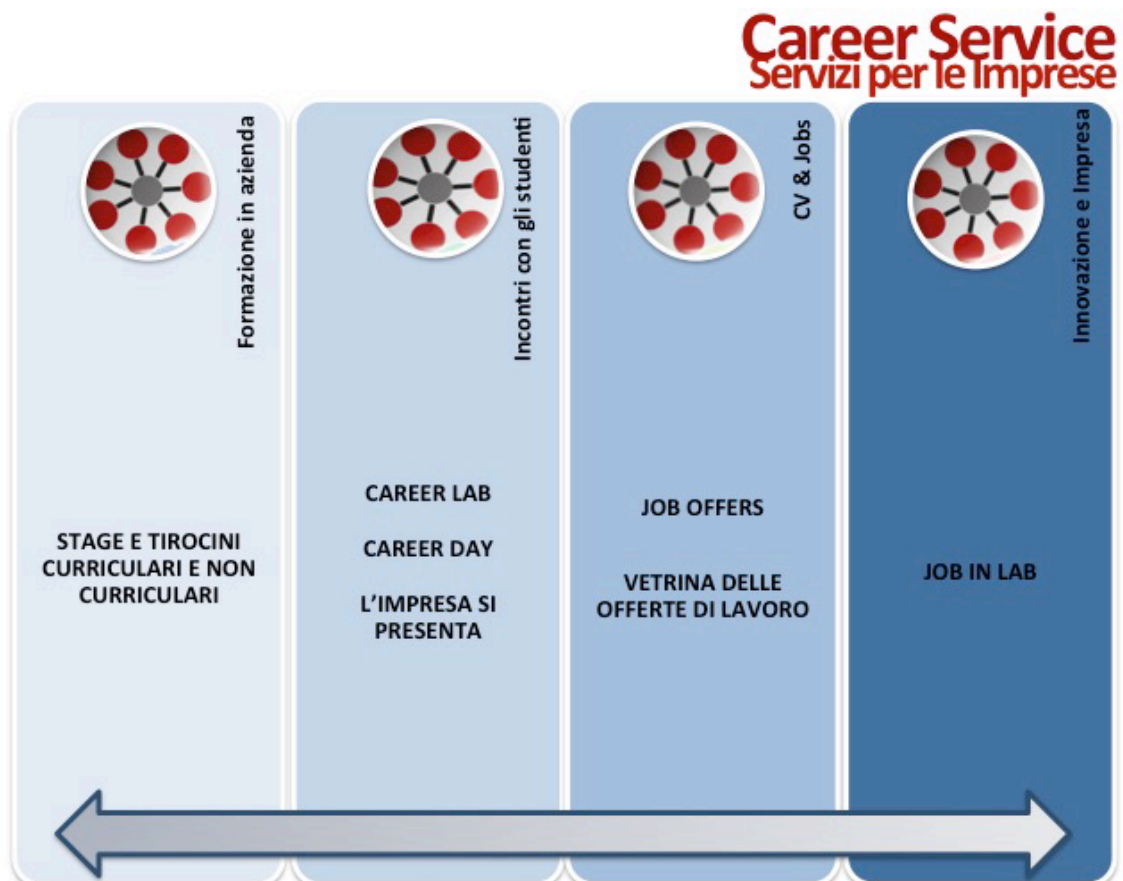 Career Service
Servizi per le Imprese
Formazione in azienda
STAGE E TIROCINI
CURRICULARI E NON
CURRICULARI
Incontri con gli studenti
CAREER LAB
CAREER DAY
L'IMPRESA SI
PRESENTA
CV & Jobs
JOB OFFERS
VETRINA DELLE
OFFERTE DI LAVORO
Innovazione e Impresa
JOB IN LAB